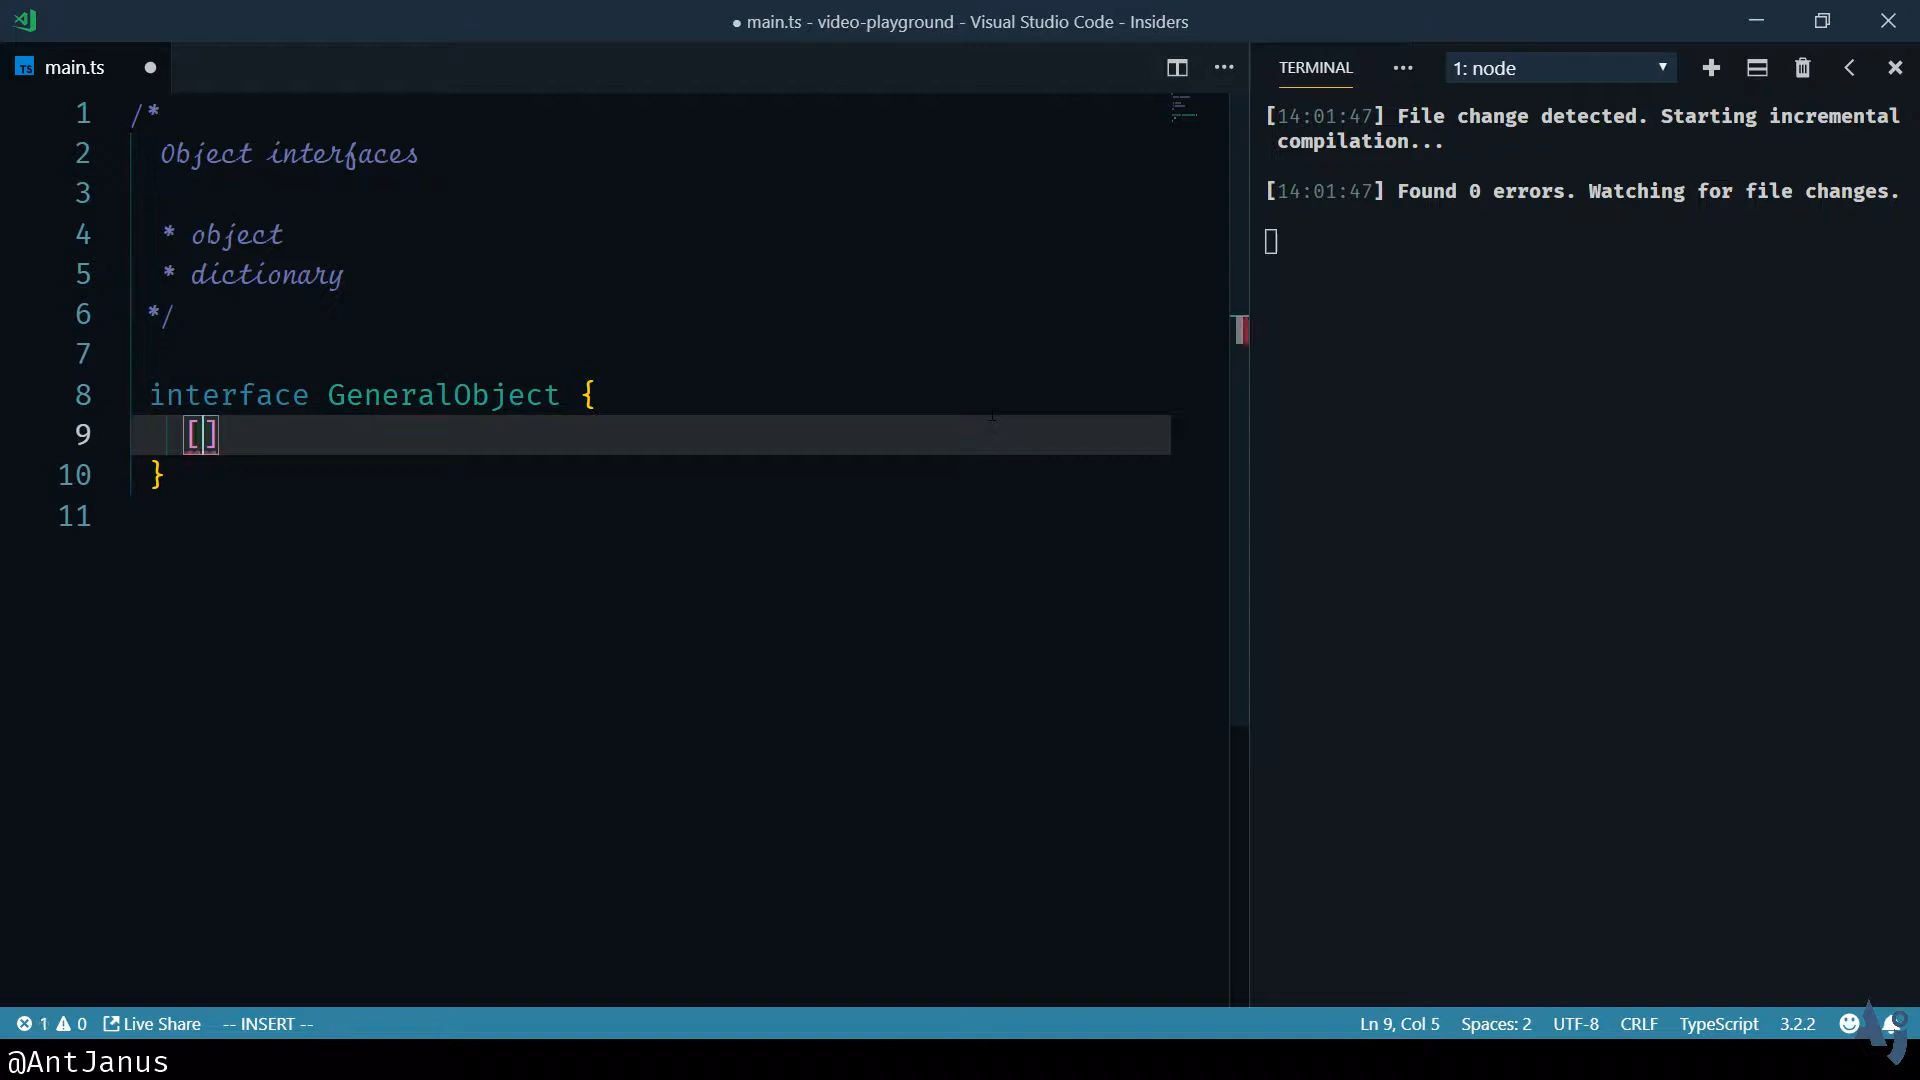 ● main.ts - video-playground - Visual Studio Code - Insiders
TS main.ts ●
TERMINAL ··· 1: node
1 /*
2 Object interfaces
3
4 * object
5 * dictionary
6 */
7
8 interface GeneralObject {
9 []
10 }
11
[14:01:47] File change detected. Starting incremental
compilation...
[14:01:47] Found 0 errors. Watching for file changes.
1 0 Live Share -- INSERT -- Ln 9, Col 5 Spaces: 2 UTF-8 CRLF TypeScript 3.2.2
@AntJanus